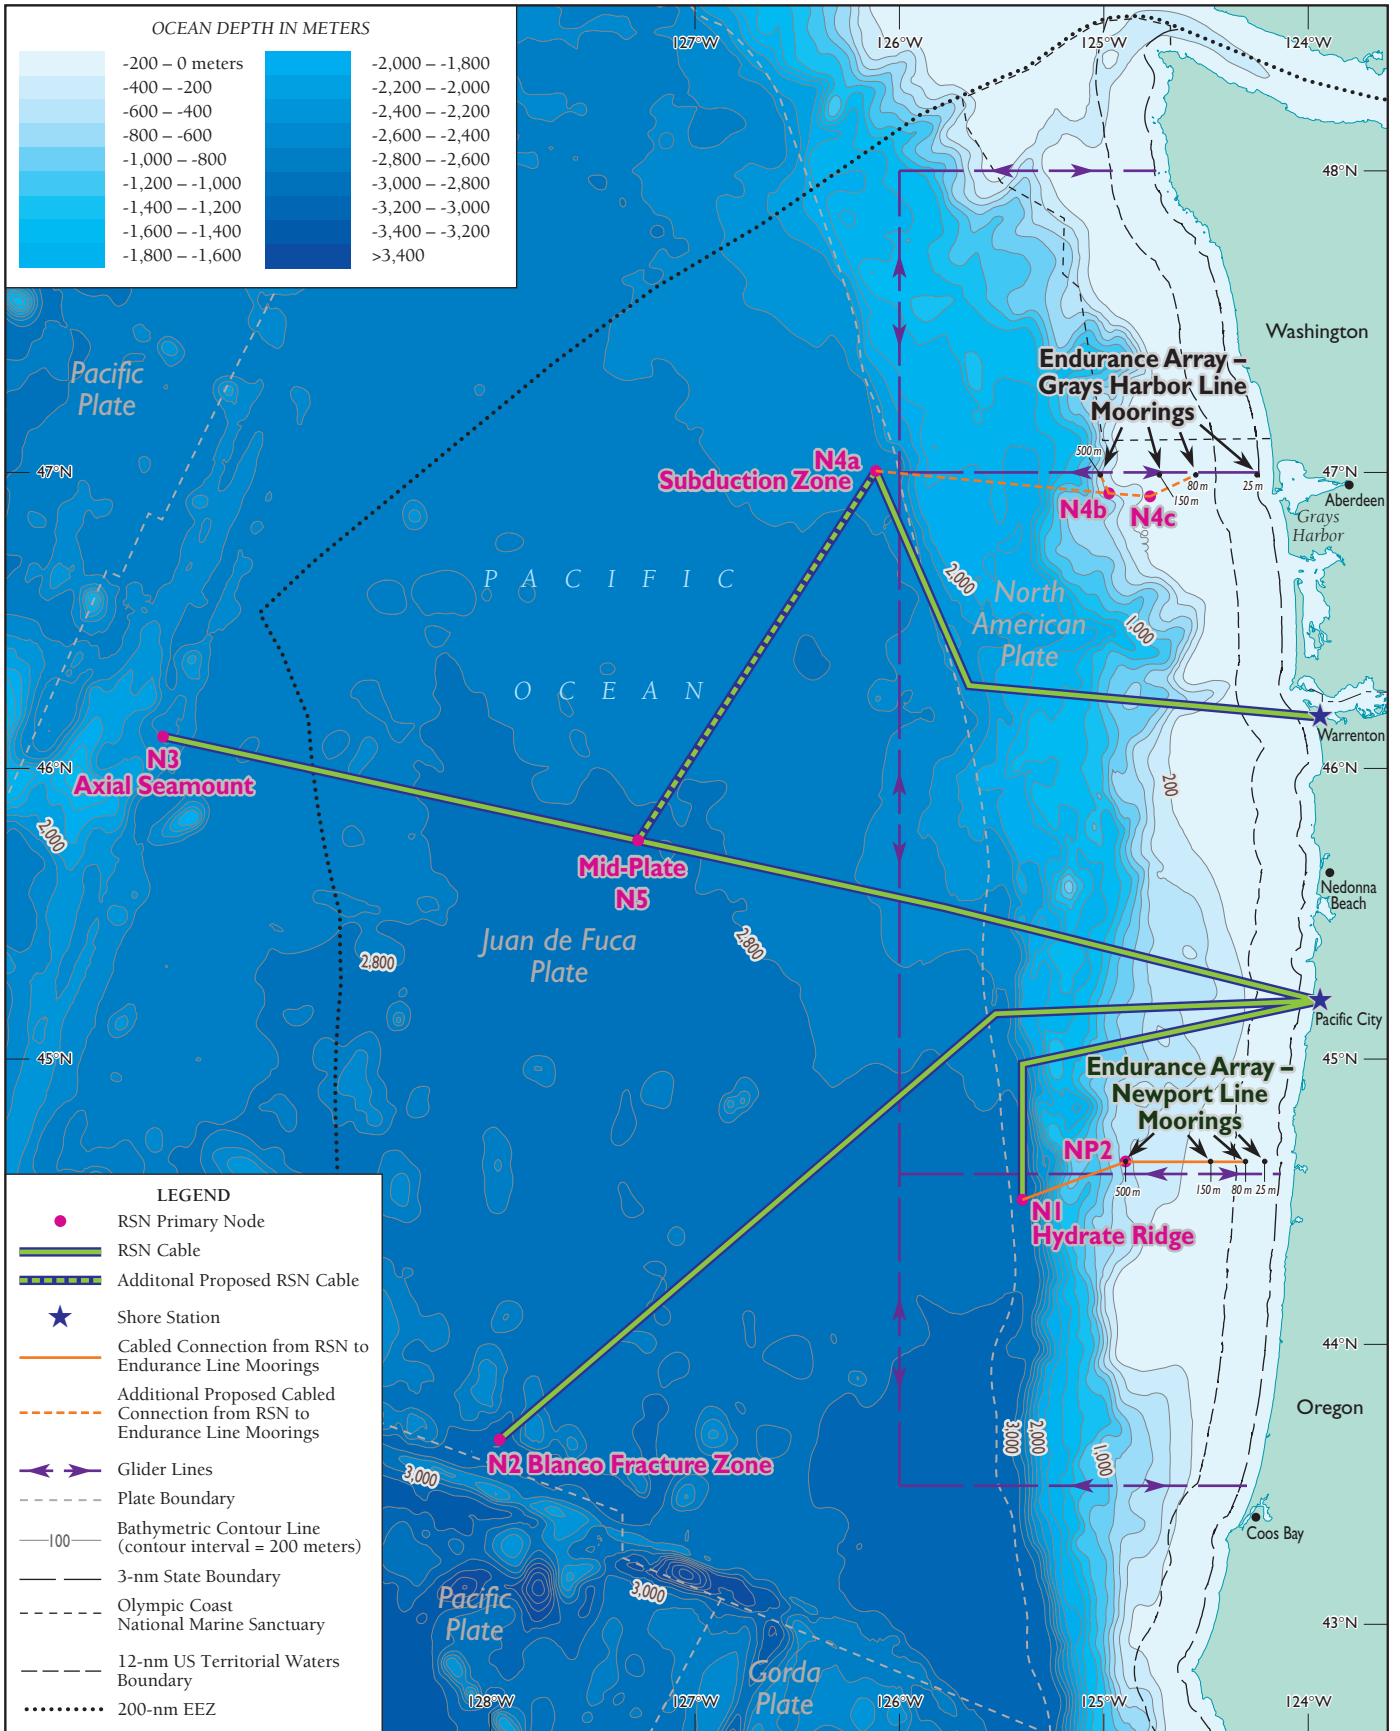 OCEAN DEPTH IN METERS
-200 – 0 meters
-400 – -200
-600 – -400
-800 – -600
-1,000 – -800
-1,200 – -1,000
-1,400 – -1,200
-1,600 – -1,400
-1,800 – -1,600
-2,000 – -1,800
-2,200 – -2,000
-2,400 – -2,200
-2,600 – -2,400
-2,800 – -2,600
-3,000 – -2,800
-3,200 – -3,000
-3,400 – -3,200
>3,400
127°W
126°W
125°W
124°W
48°N
Washington
Pacific
Plate
Endurance Array –
Grays Harbor Line
Moorings
500 m
47°N
N4a
Subduction Zone
80 m
150 m
25 m
47°N
Aberdeen
N4b
N4c
Grays
Harbor
PACIFIC
OCEAN
2,000
North
American
Plate
1,000
Warrenton
N3
Axial Seamount
46°N
46°N
200
2,000
Mid-Plate
N5
Nedonna
Beach
Juan de Fuca
Plate
2,800
2,800
Pacific City
45°N
45°N
Endurance Array –
Newport Line
Moorings
NP2
500 m
150 m
80 m
25 m
N1
Hydrate Ridge
44°N
Oregon
3,000
2,000
1,000
N2 Blanco Fracture Zone
3,000
Coos Bay
3,000
Pacific
Plate
43°N
Gorda
Plate
128°W
127°W
126°W
125°W
124°W
LEGEND
RSN Primary Node
RSN Cable
Additonal Proposed RSN Cable
Shore Station
Cabled Connection from RSN to
Endurance Line Moorings
Additional Proposed Cabled
Connection from RSN to
Endurance Line Moorings
Glider Lines
Plate Boundary
100
Bathymetric Contour Line
(contour interval = 200 meters)
3-nm State Boundary
Olympic Coast
National Marine Sanctuary
12-nm US Territorial Waters
Boundary
200-nm EEZ